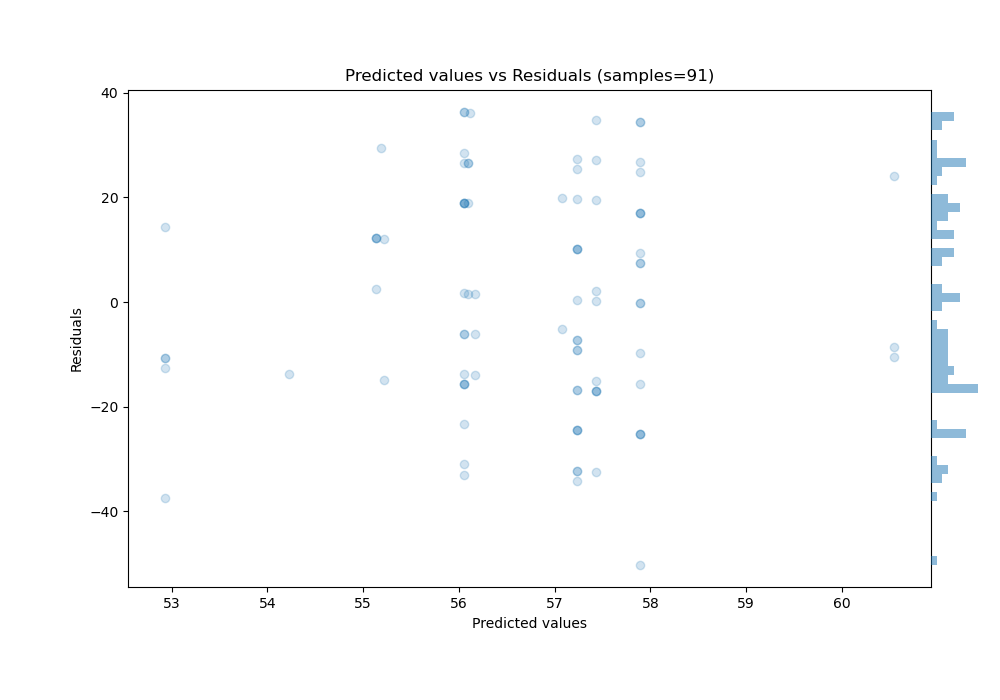 Predicted values vs Residuals (samples=91)
40
20
0
−20
−40
Residuals
53 54 55 56 57 58 59 60
Predicted values